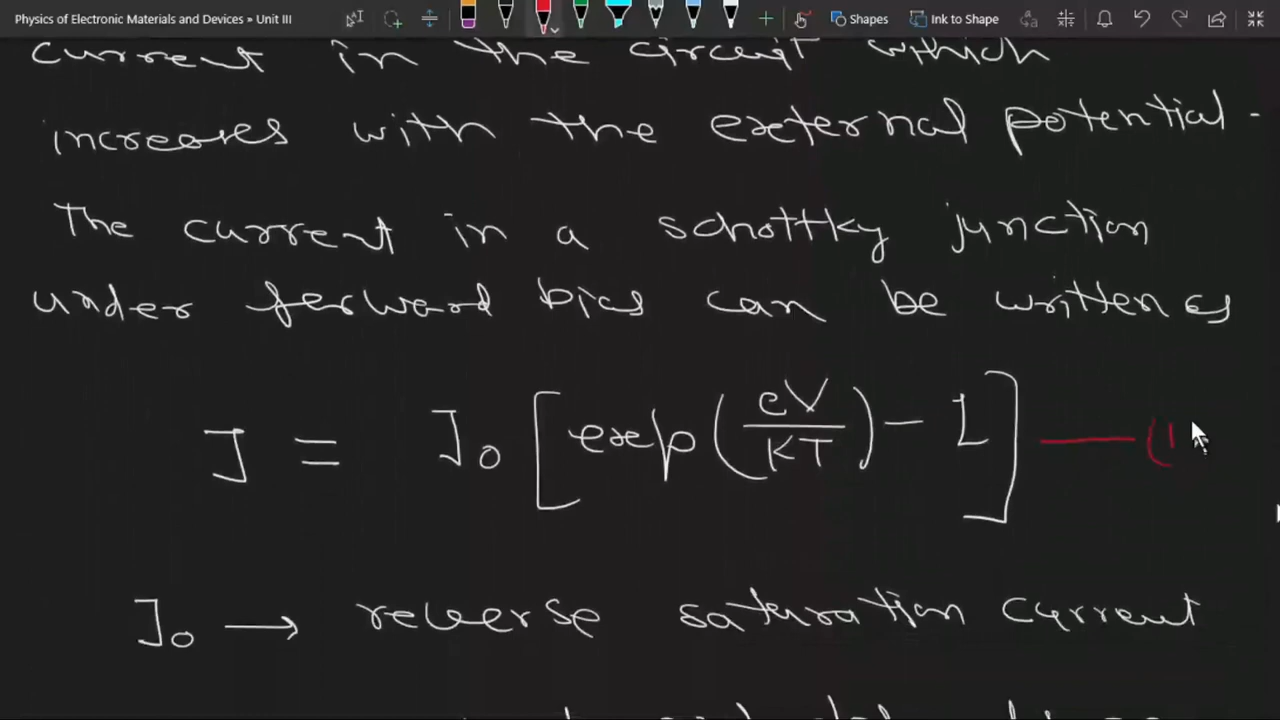 Physics of Electronic Materials and Devices » Unit III
Shapes
Ink to Shape
current in the circuit which
increases with the external potential.
The current in a schottky junction
under forward bias can be written as
J = J₀ [exp(eV/KT) - 1] — (1
J₀ → reverse saturation current